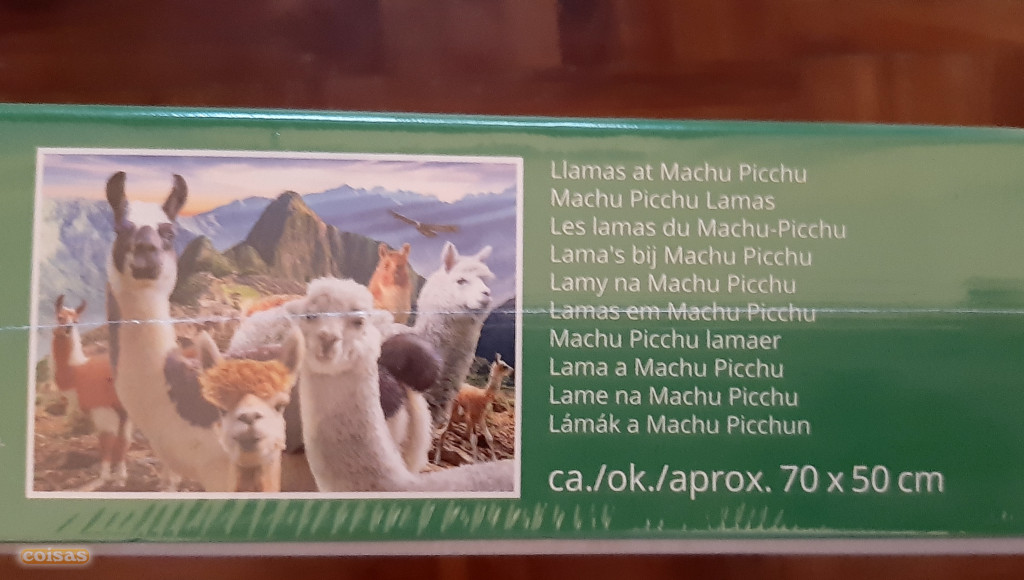 Llamas at Machu Picchu
Machu Picchu Lamas
Les lamas du Machu-Picchu
Lama's bij Machu Picchu
Lamy na Machu Picchu
Lamas em Machu Picchu
Machu Picchu lamaer
Lama a Machu Picchu
Lame na Machu Picchu
Lámák a Machu Picchun
ca./ok./aprox. 70 x 50 cm
coisas